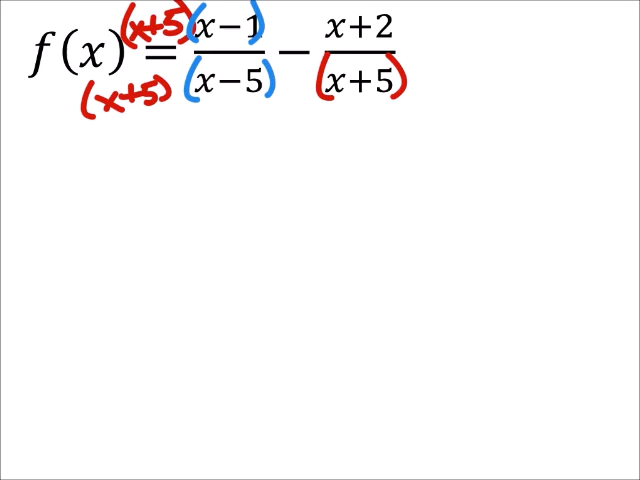 f(x) = (x+5)(x−1) / (x+5)(x−5) − x+2 / (x+5)